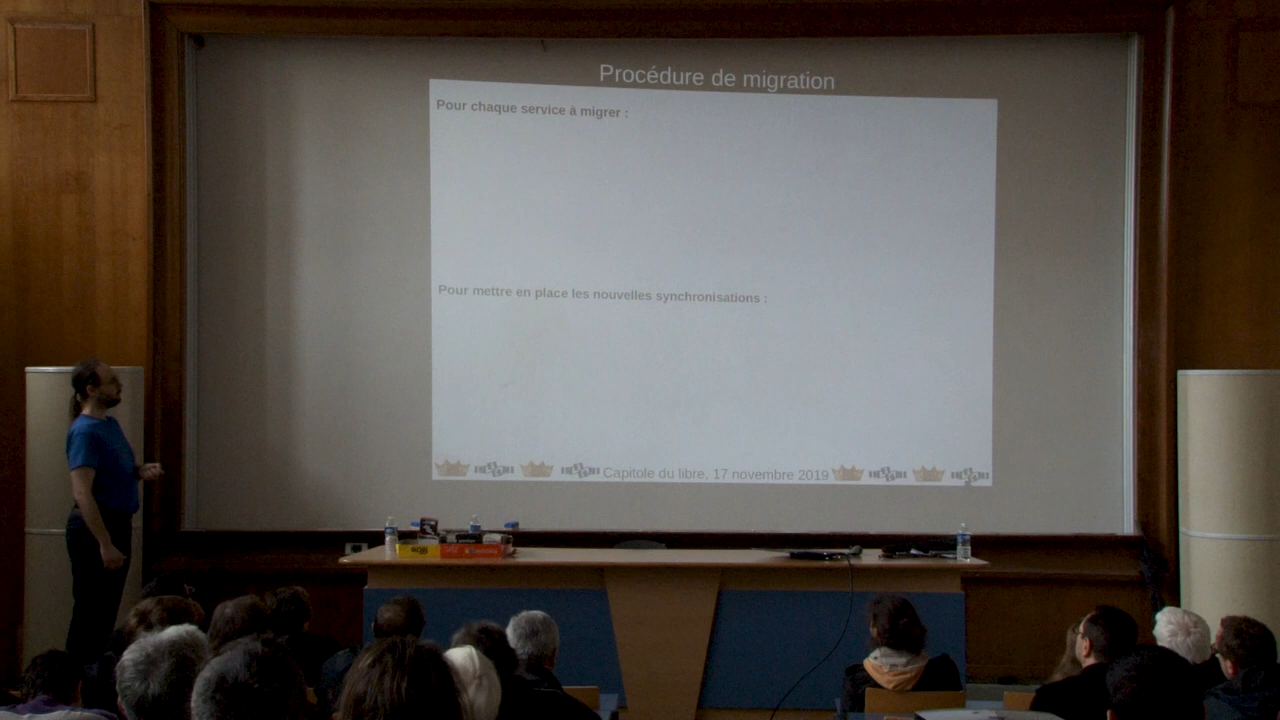 Procédure de migration
Pour chaque service à migrer :
Pour mettre en place les nouvelles synchronisations :
Capitole du libre, 17 novembre 2019